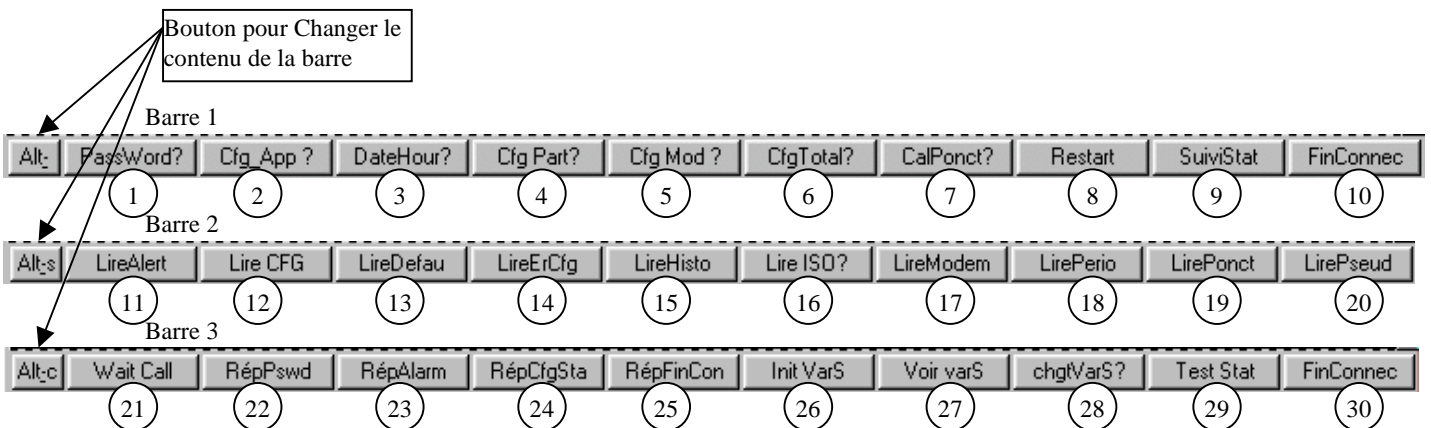 Bouton pour Changer le
contenu de la barre
Barre 1
Alt- PassWord? Cfg_App ? DateHour? Cfg Part? Cfg Mod ? CfgTotal? CalPonct? Restart SuiviStat FinConnec
1 2 3 4 5 6 7 8 9 10
Barre 2
Alt-s LireAlert Lire CFG LireDefau LireErCfg LireHisto Lire ISO? LireModem LirePerio LirePonct LirePseud
11 12 13 14 15 16 17 18 19 20
Barre 3
Alt-c Wait Call RépPswd RépAlarm RépCfgSta RépFinCon Init VarS Voir varS chgtVarS? Test Stat FinConnec
21 22 23 24 25 26 27 28 29 30